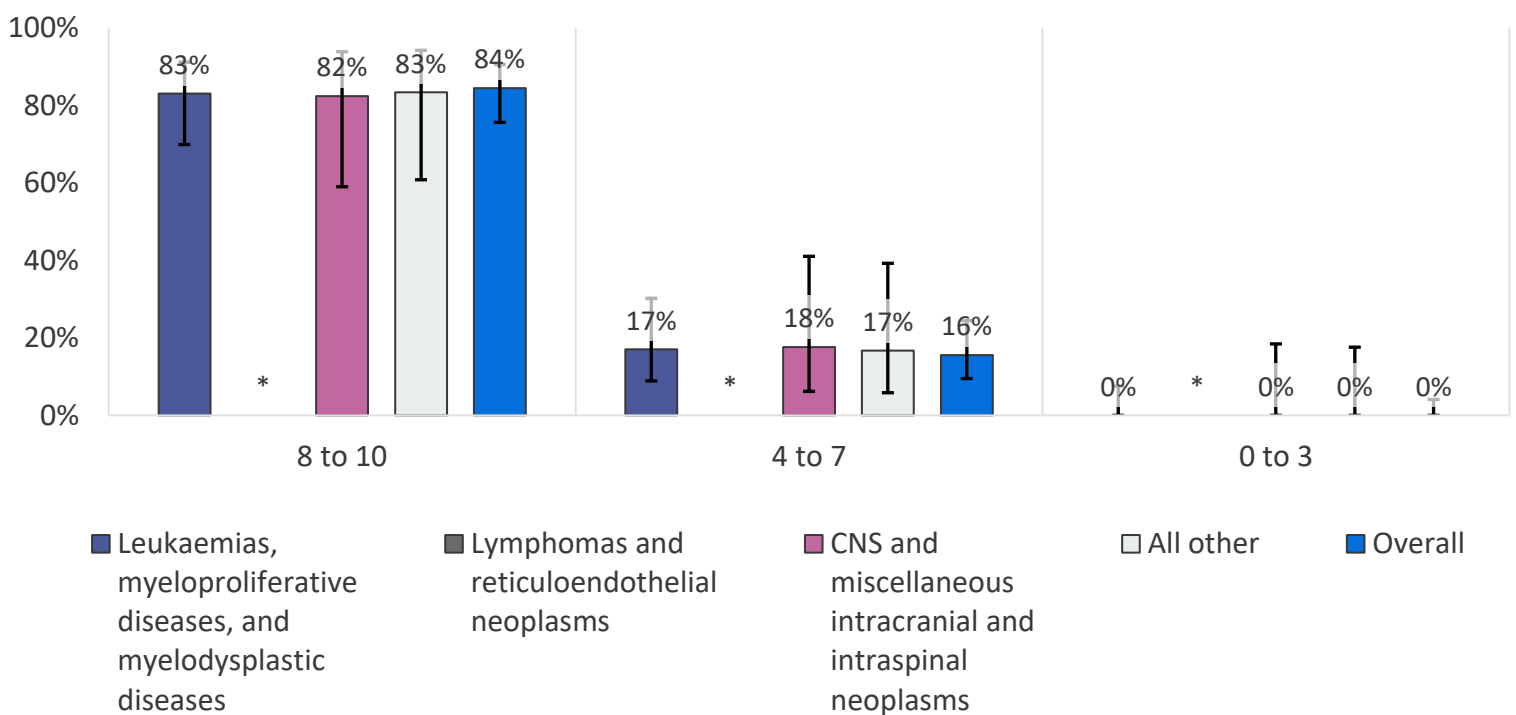 100%
80%
60%
40%
20%
0%
83%
*
82%
83%
84%
17%
*
18%
17%
16%
0%
*
0%
0%
0%
8 to 10
4 to 7
0 to 3
Leukaemias,
myeloproliferative
diseases, and
myelodysplastic
diseases
Lymphomas and
reticuloendothelial
neoplasms
CNS and
miscellaneous
intracranial and
intraspinal
neoplasms
All other
Overall